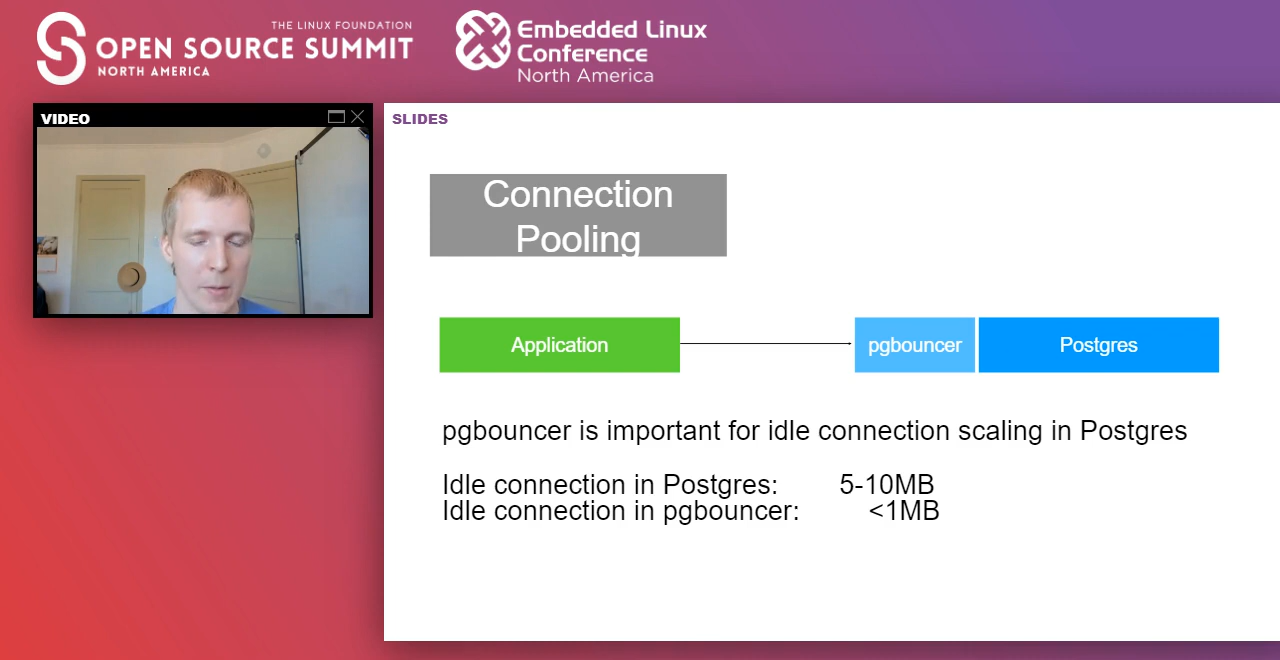 THE LINUX FOUNDATION
OPEN SOURCE SUMMIT
NORTH AMERICA
Embedded Linux
Conference
North America
VIDEO
SLIDES
Connection
Pooling
Application
pgbouncer
Postgres
pgbouncer is important for idle connection scaling in Postgres
Idle connection in Postgres: 5-10MB
Idle connection in pgbouncer: <1MB